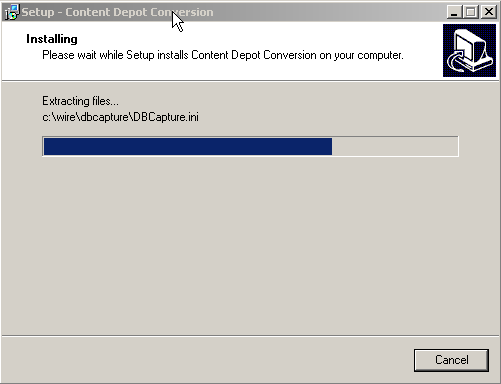 Setup - Content Depot Conversion
Installing
Please wait while Setup installs Content Depot Conversion on your computer.
Extracting files...
c:\wire\dbcapture\DBCapture.ini
Cancel